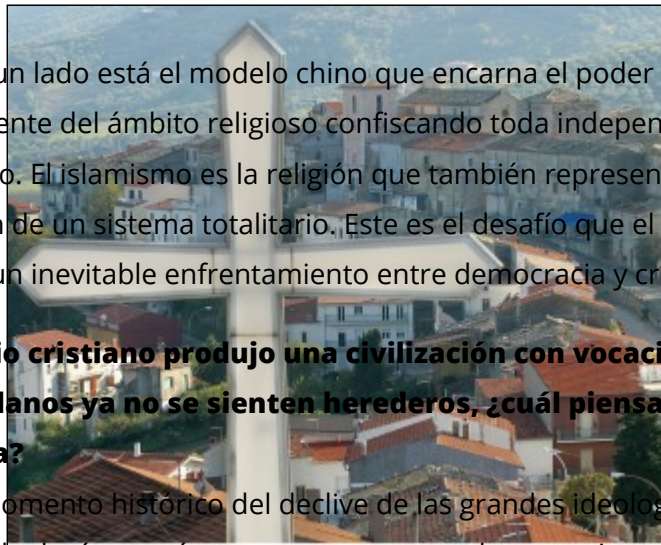 un lado está el modelo chino que encarna el poder
ente del ámbito religioso confiscando toda indepen
o. El islamismo es la religión que también represen
n de un sistema totalitario. Este es el desafío que el
un inevitable enfrentamiento entre democracia y cr
io cristiano produjo una civilización con vocaci
danos ya no se sienten herederos, ¿cuál piensa
a?
omento histórico del declive de las grandes ideolog